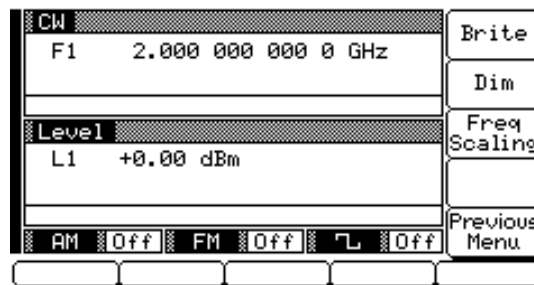 CW
F1 2.000 000 000 0 GHz
Level
L1 +0.00 dBm
AM Off FM Off Off
Brite
Dim
Freq
Scaling
Previous
Menu